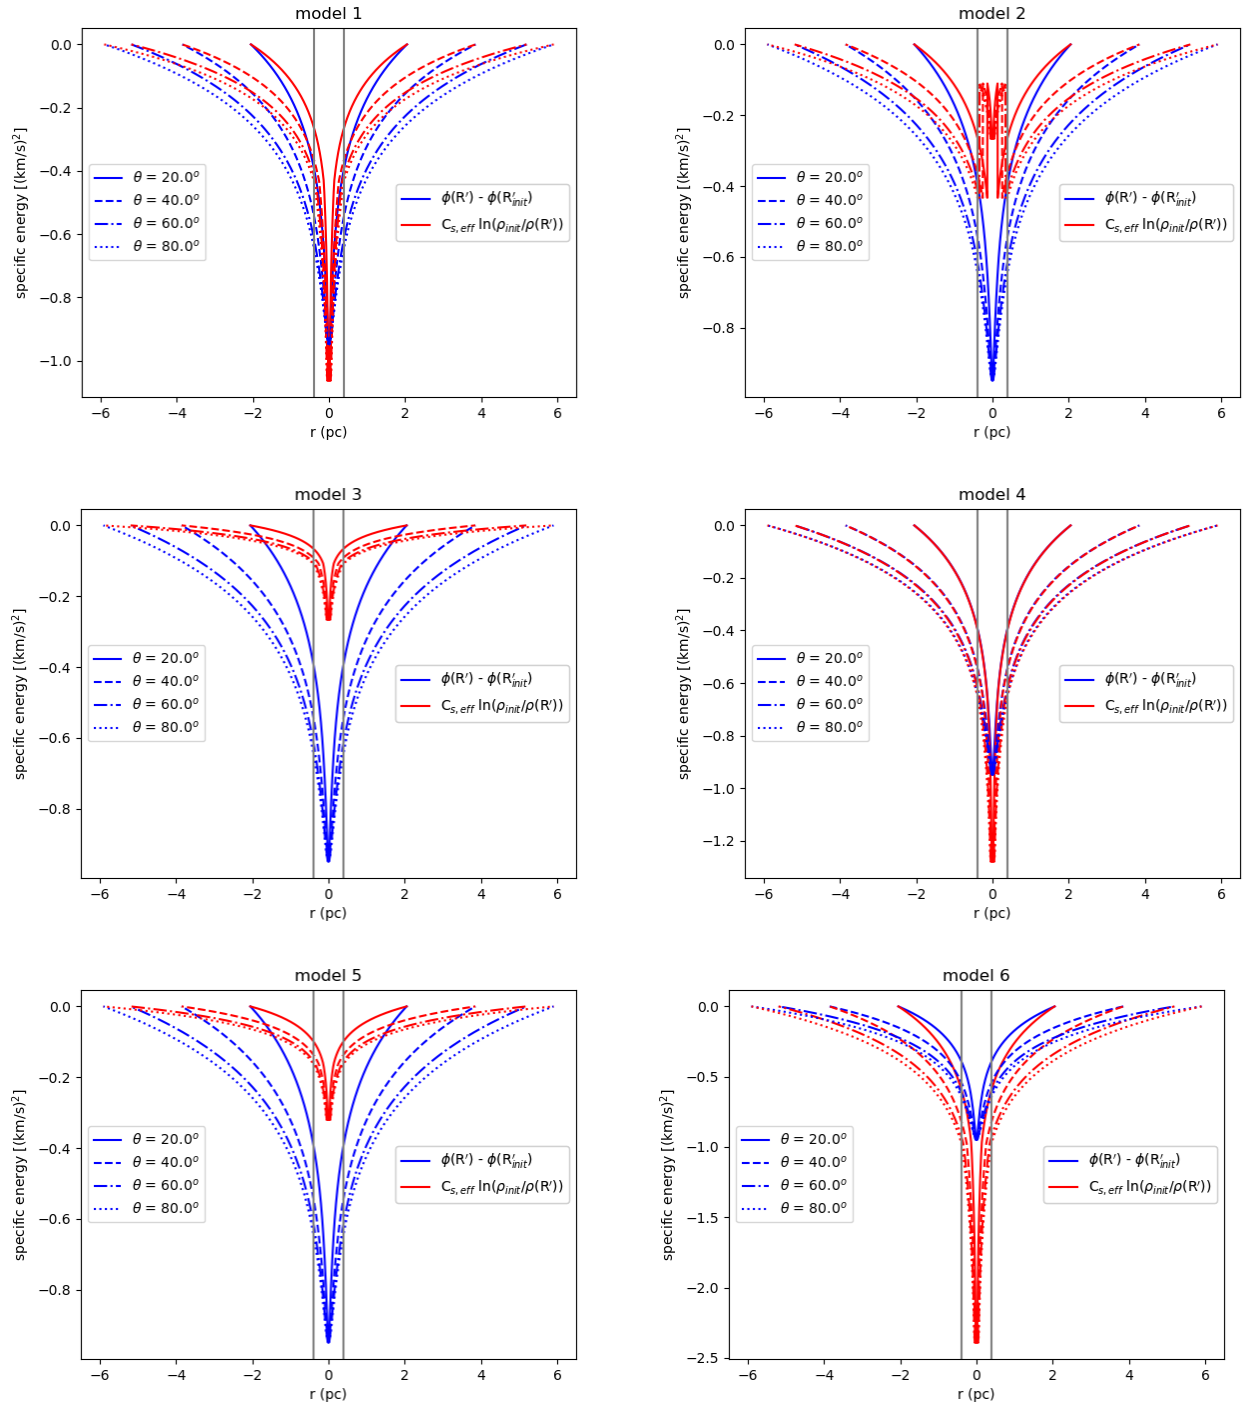 model 1
specific energy [(km/s)²]
0.0
−0.2
−0.4
−0.6
−0.8
−1.0
θ = 20.0°
θ = 40.0°
θ = 60.0°
θ = 80.0°
ϕ(R′) - ϕ(R′init)
Cs,eff ln(ρinit/ρ(R′))
−6 −4 −2 0 2 4 6
r (pc)
model 2
specific energy [(km/s)²]
0.0
−0.2
−0.4
−0.6
−0.8
θ = 20.0°
θ = 40.0°
θ = 60.0°
θ = 80.0°
ϕ(R′) - ϕ(R′init)
Cs,eff ln(ρinit/ρ(R′))
−6 −4 −2 0 2 4 6
r (pc)
model 3
specific energy [(km/s)²]
0.0
−0.2
−0.4
−0.6
−0.8
θ = 20.0°
θ = 40.0°
θ = 60.0°
θ = 80.0°
ϕ(R′) - ϕ(R′init)
Cs,eff ln(ρinit/ρ(R′))
−6 −4 −2 0 2 4 6
r (pc)
model 4
specific energy [(km/s)²]
0.0
−0.2
−0.4
−0.6
−0.8
−1.0
−1.2
θ = 20.0°
θ = 40.0°
θ = 60.0°
θ = 80.0°
ϕ(R′) - ϕ(R′init)
Cs,eff ln(ρinit/ρ(R′))
−6 −4 −2 0 2 4 6
r (pc)
model 5
specific energy [(km/s)²]
0.0
−0.2
−0.4
−0.6
−0.8
θ = 20.0°
θ = 40.0°
θ = 60.0°
θ = 80.0°
ϕ(R′) - ϕ(R′init)
Cs,eff ln(ρinit/ρ(R′))
−6 −4 −2 0 2 4 6
r (pc)
model 6
specific energy [(km/s)²]
0.0
−0.5
−1.0
−1.5
−2.0
−2.5
θ = 20.0°
θ = 40.0°
θ = 60.0°
θ = 80.0°
ϕ(R′) - ϕ(R′init)
Cs,eff ln(ρinit/ρ(R′))
−6 −4 −2 0 2 4 6
r (pc)